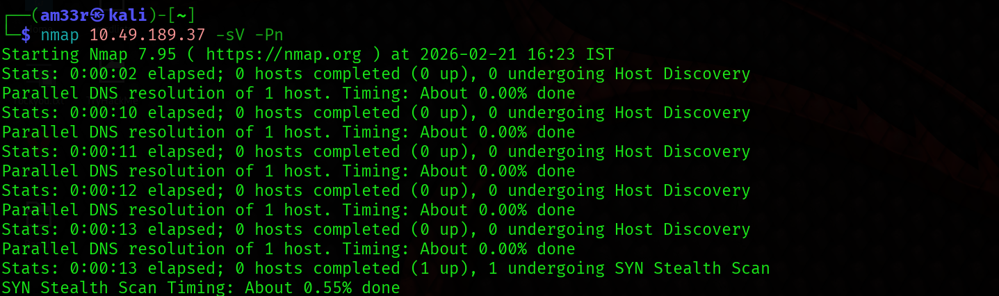 ┌──(am33r㉿kali)-[~]
└─$ nmap 10.49.189.37 -sV -Pn
Starting Nmap 7.95 ( https://nmap.org ) at 2026-02-21 16:23 IST
Stats: 0:00:02 elapsed; 0 hosts completed (0 up), 0 undergoing Host Discovery
Parallel DNS resolution of 1 host. Timing: About 0.00% done
Stats: 0:00:10 elapsed; 0 hosts completed (0 up), 0 undergoing Host Discovery
Parallel DNS resolution of 1 host. Timing: About 0.00% done
Stats: 0:00:11 elapsed; 0 hosts completed (0 up), 0 undergoing Host Discovery
Parallel DNS resolution of 1 host. Timing: About 0.00% done
Stats: 0:00:12 elapsed; 0 hosts completed (0 up), 0 undergoing Host Discovery
Parallel DNS resolution of 1 host. Timing: About 0.00% done
Stats: 0:00:13 elapsed; 0 hosts completed (0 up), 0 undergoing Host Discovery
Parallel DNS resolution of 1 host. Timing: About 0.00% done
Stats: 0:00:13 elapsed; 0 hosts completed (1 up), 1 undergoing SYN Stealth Scan
SYN Stealth Scan Timing: About 0.55% done